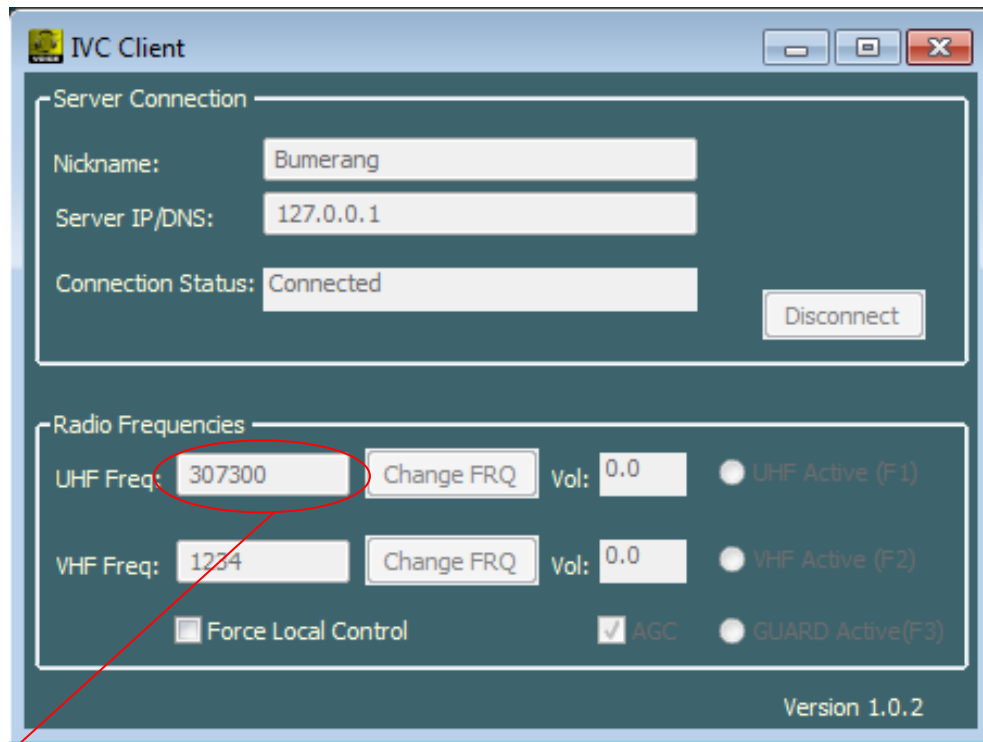 IVC Client
Server Connection
Nickname: Bumerang
Server IP/DNS: 127.0.0.1
Connection Status: Connected
Disconnect
Radio Frequencies
UHF Freq: 307300 Change FRQ Vol: 0.0 UHF Active (F1)
VHF Freq: 1234 Change FRQ Vol: 0.0 VHF Active (F2)
Force Local Control AGC GUARD Active(F3)
Version 1.0.2